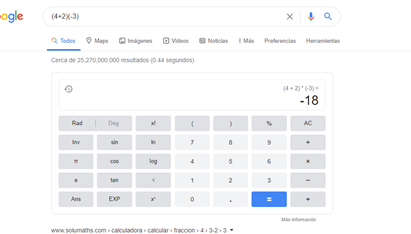 ogle
(4+2)(-3)
Todos
Maps
Imágenes
Videos
Noticias
Más
Preferencias
Herramientas
Cerca de 25,270,000,000 resultados (0.44 segundos)
(4 + 2) * (-3) =
-18
Rad | Deg x! ( ) % AC
Inv sin ln 7 8 9 ÷
π cos log 4 5 6 ×
e tan √ 1 2 3 −
Ans EXP xʸ 0 . = +
Más información
www.solumaths.com › calculadora › calcular › fraccion › 4 › 3-2 › 3